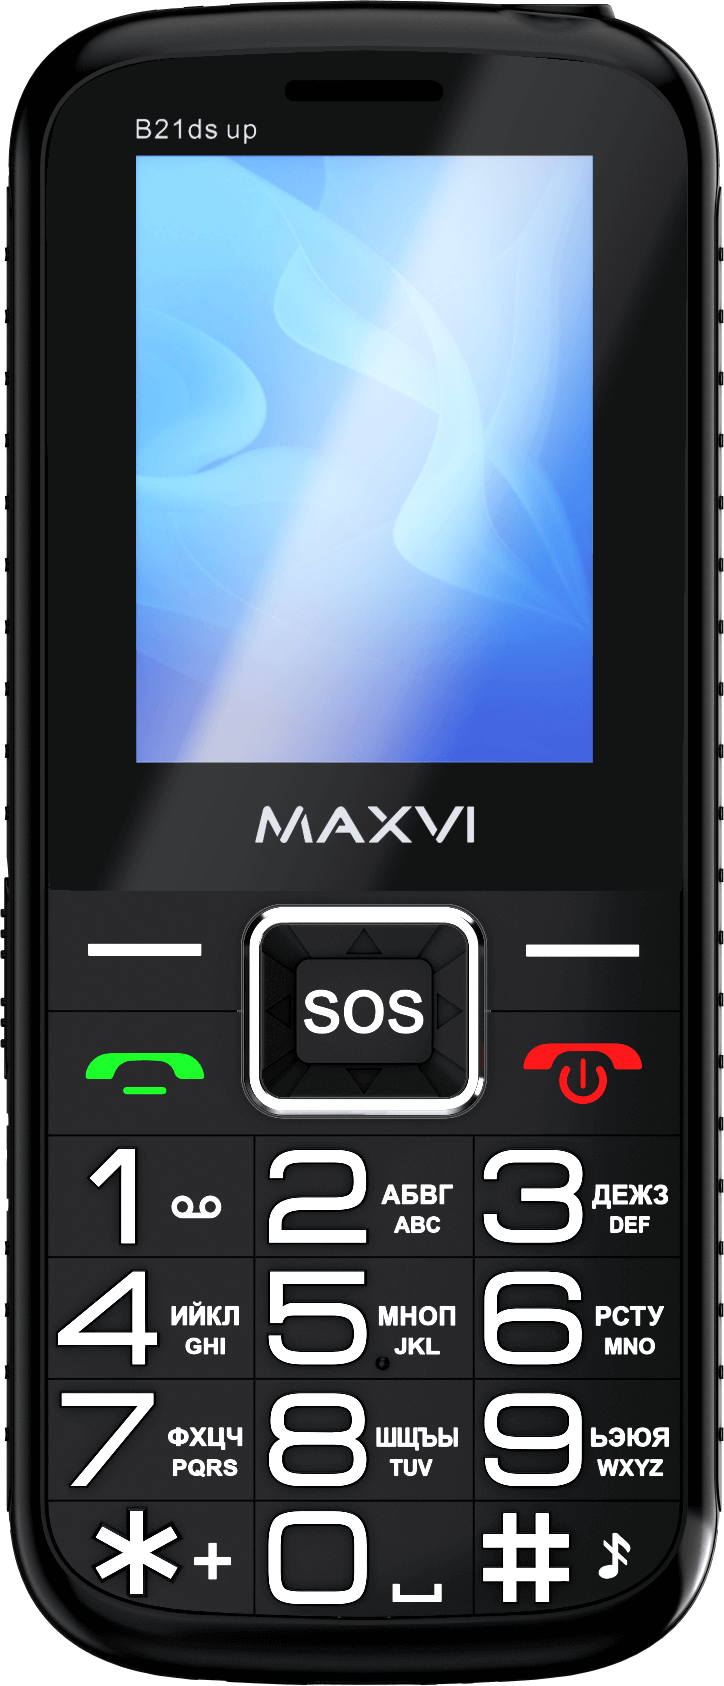 B21ds up
MAXVI
SOS
1
2 АБВГ
ABC
3 ДЕЖЗ
DEF
4 ИЙКЛ
GHI
5 МНОП
JKL
6 РСТУ
MNO
7 ФХЦЧ
PQRS
8 ШЩЪЫ
TUV
9 ЬЭЮЯ
WXYZ
* +
0
#